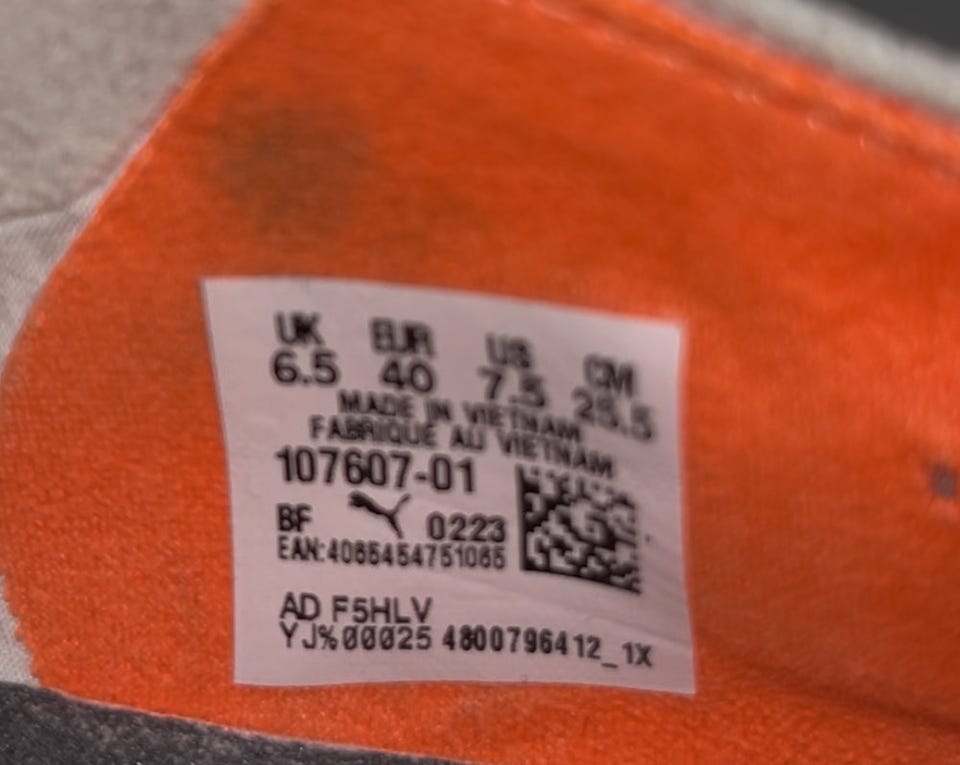 UK EUR US CM
6.5 40 7.5 25.5
MADE IN VIETNAM
FABRIQUE AU VIETNAM
107607-01
BF 0223
EAN:4065454751065
AD F5HLV
YJ%00025 4800796412_1X